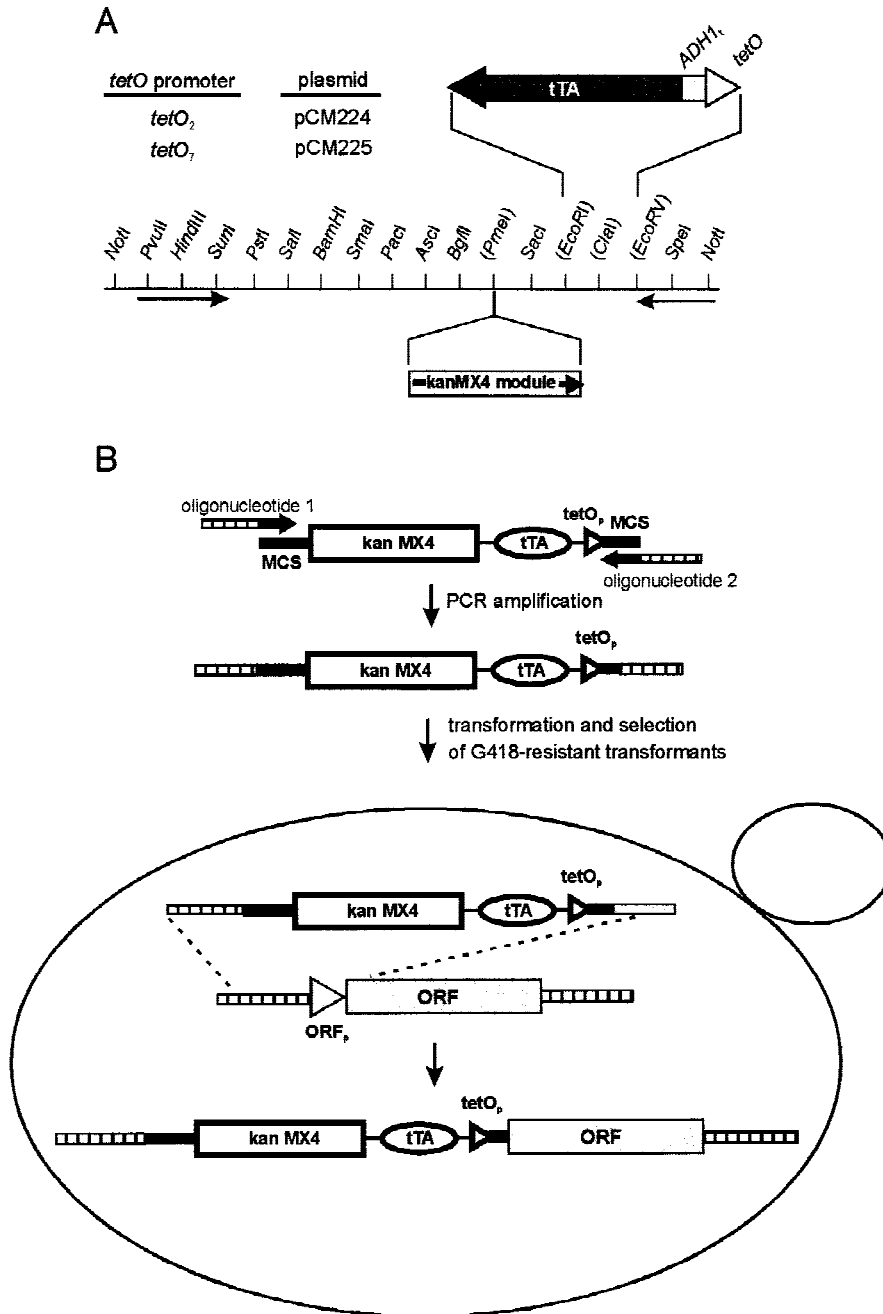 A
tetO promoter plasmid
tetO₂ pCM224
tetO₇ pCM225
ADH1t tetO
tTA
NotI PvuII HindIII SunI PstI SalI BamHI SmaI PacI AscI BglII (PmeI) SacI (EcoRI) (ClaI) (EcoRV) SpeI NotI
kanMX4 module
B
oligonucleotide 1
tetOp MCS
kan MX4 tTA
MCS
oligonucleotide 2
PCR amplification
tetOp
kan MX4 tTA
transformation and selection
of G418-resistant transformants
tetOp
kan MX4 tTA
ORF
ORFp
tetOp
kan MX4 tTA ORF